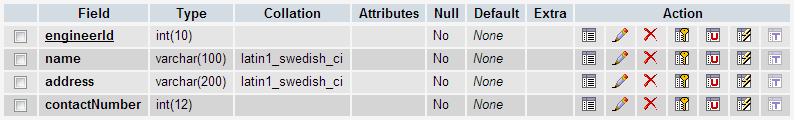 Field Type Collation Attributes Null Default Extra Action
engineerId int(10) No None
name varchar(100) latin1_swedish_ci No None
address varchar(200) latin1_swedish_ci No None
contactNumber int(12) No None